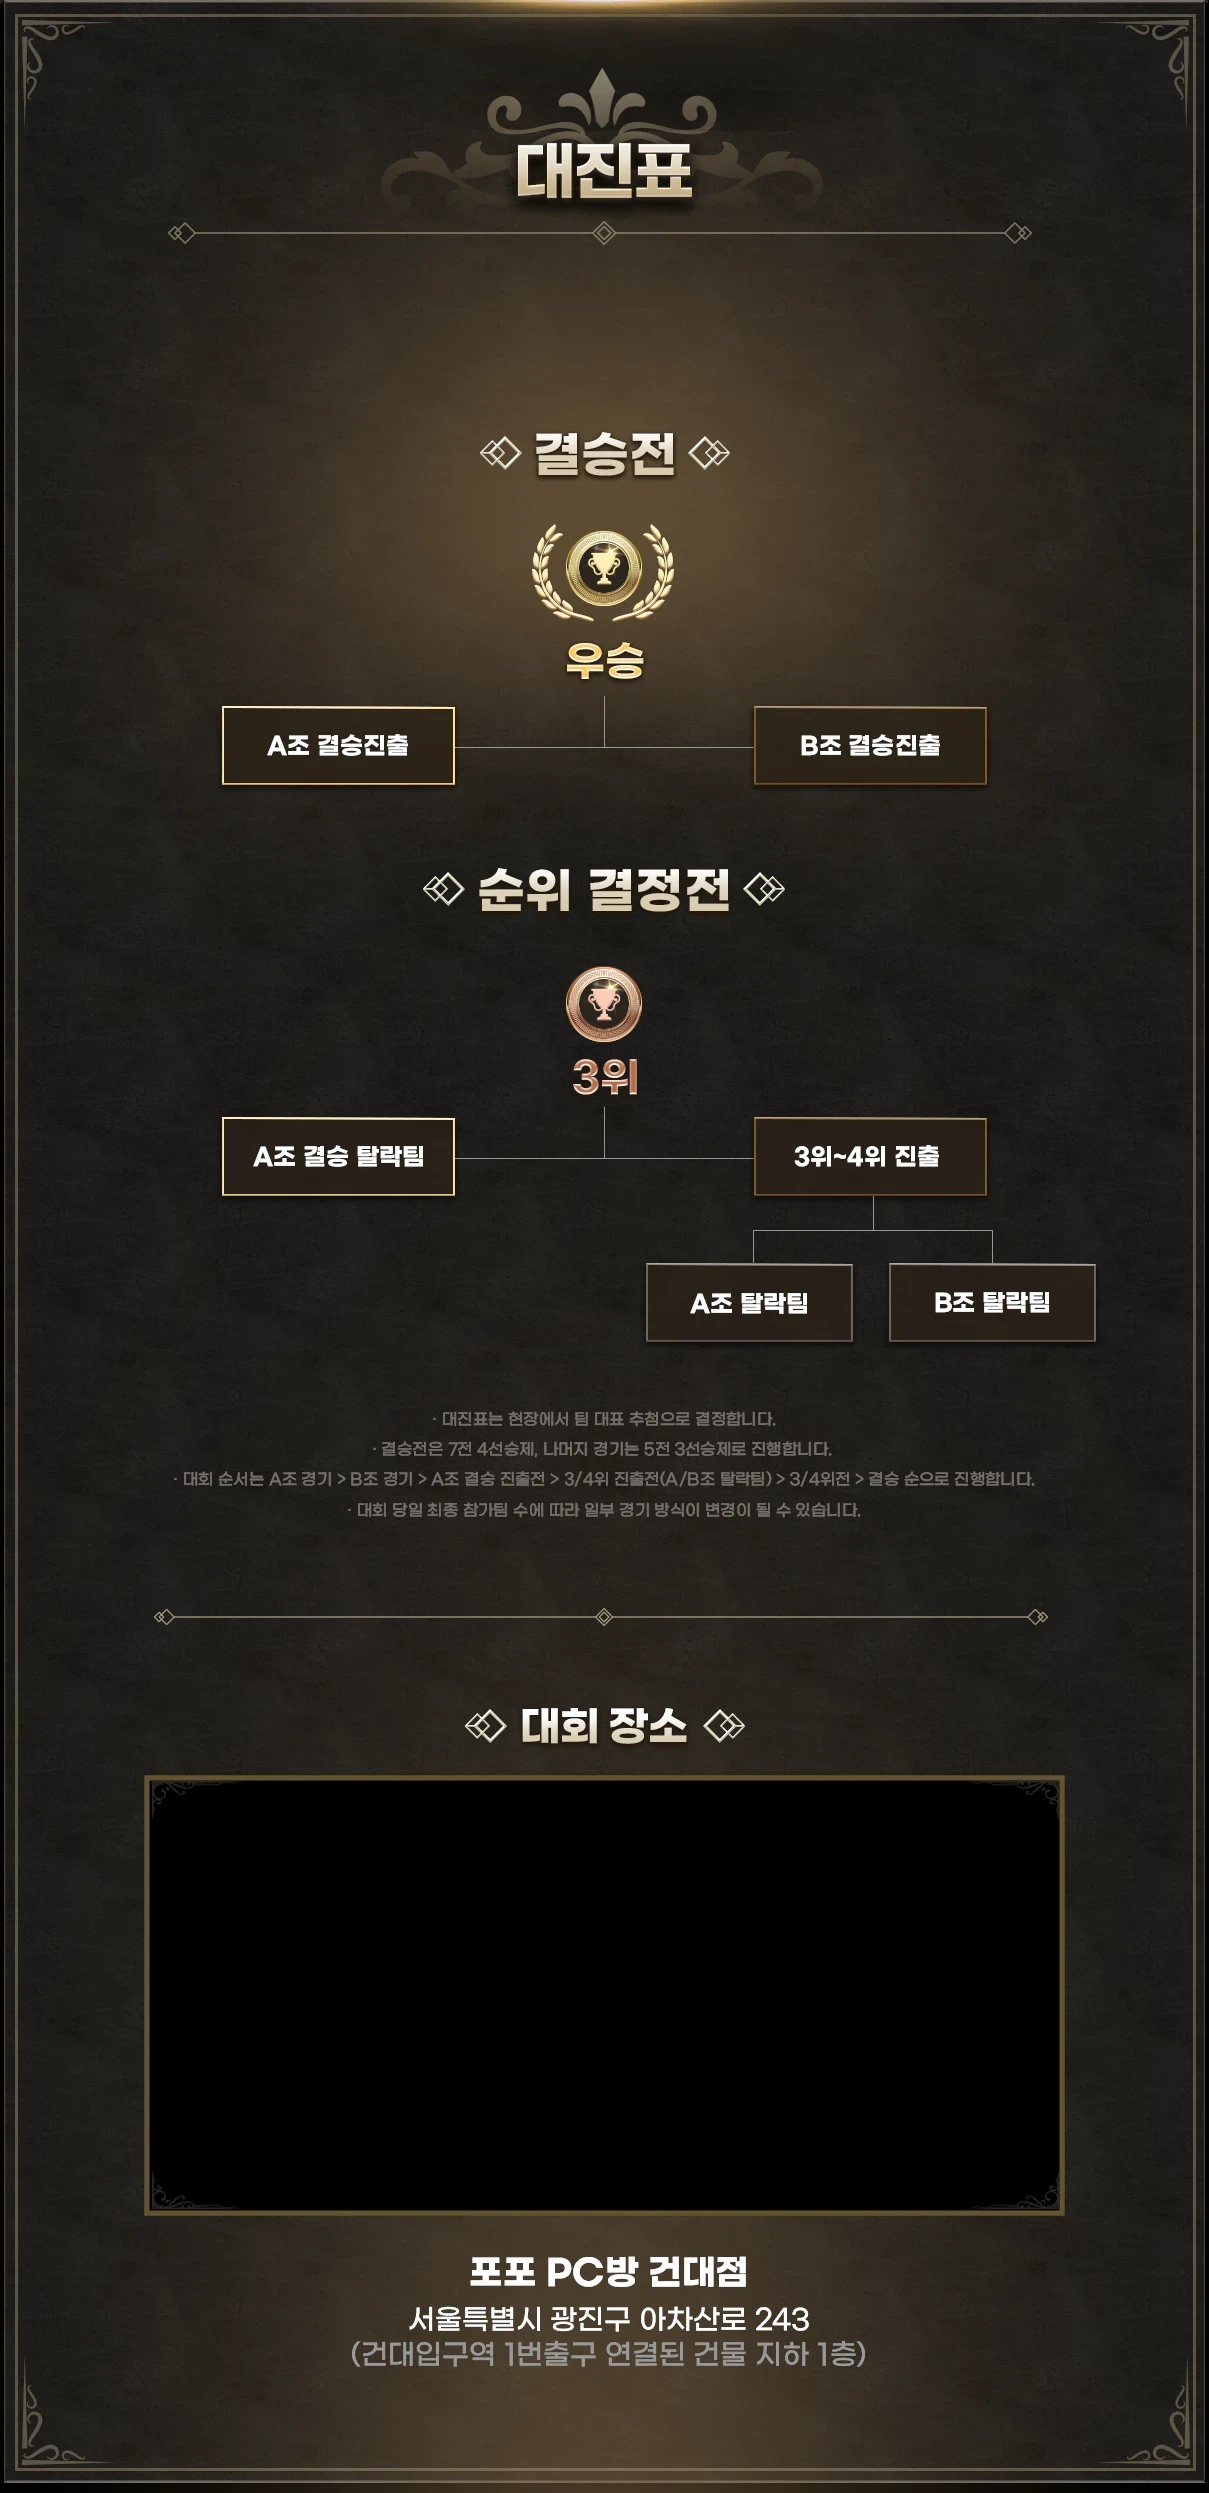 대진표
결승전
우승
A조 결승진출
B조 결승진출
순위 결정전
3위
A조 결승 탈락팀
3위~4위 진출
A조 탈락팀
B조 탈락팀
· 대진표는 현장에서 팀 대표 추첨으로 결정합니다.
· 결승전은 7전 4선승제, 나머지 경기는 5전 3선승제로 진행합니다.
· 대회 순서는 A조 경기 > B조 경기 > A조 결승 진출전 > 3/4위 진출전(A/B조 탈락팀) > 3/4위전 > 결승 순으로 진행합니다.
· 대회 당일 최종 참가팀 수에 따라 일부 경기 방식이 변경이 될 수 있습니다.
대회 장소
포포 PC방 건대점
서울특별시 광진구 아차산로 243
(건대입구역 1번출구 연결된 건물 지하 1층)